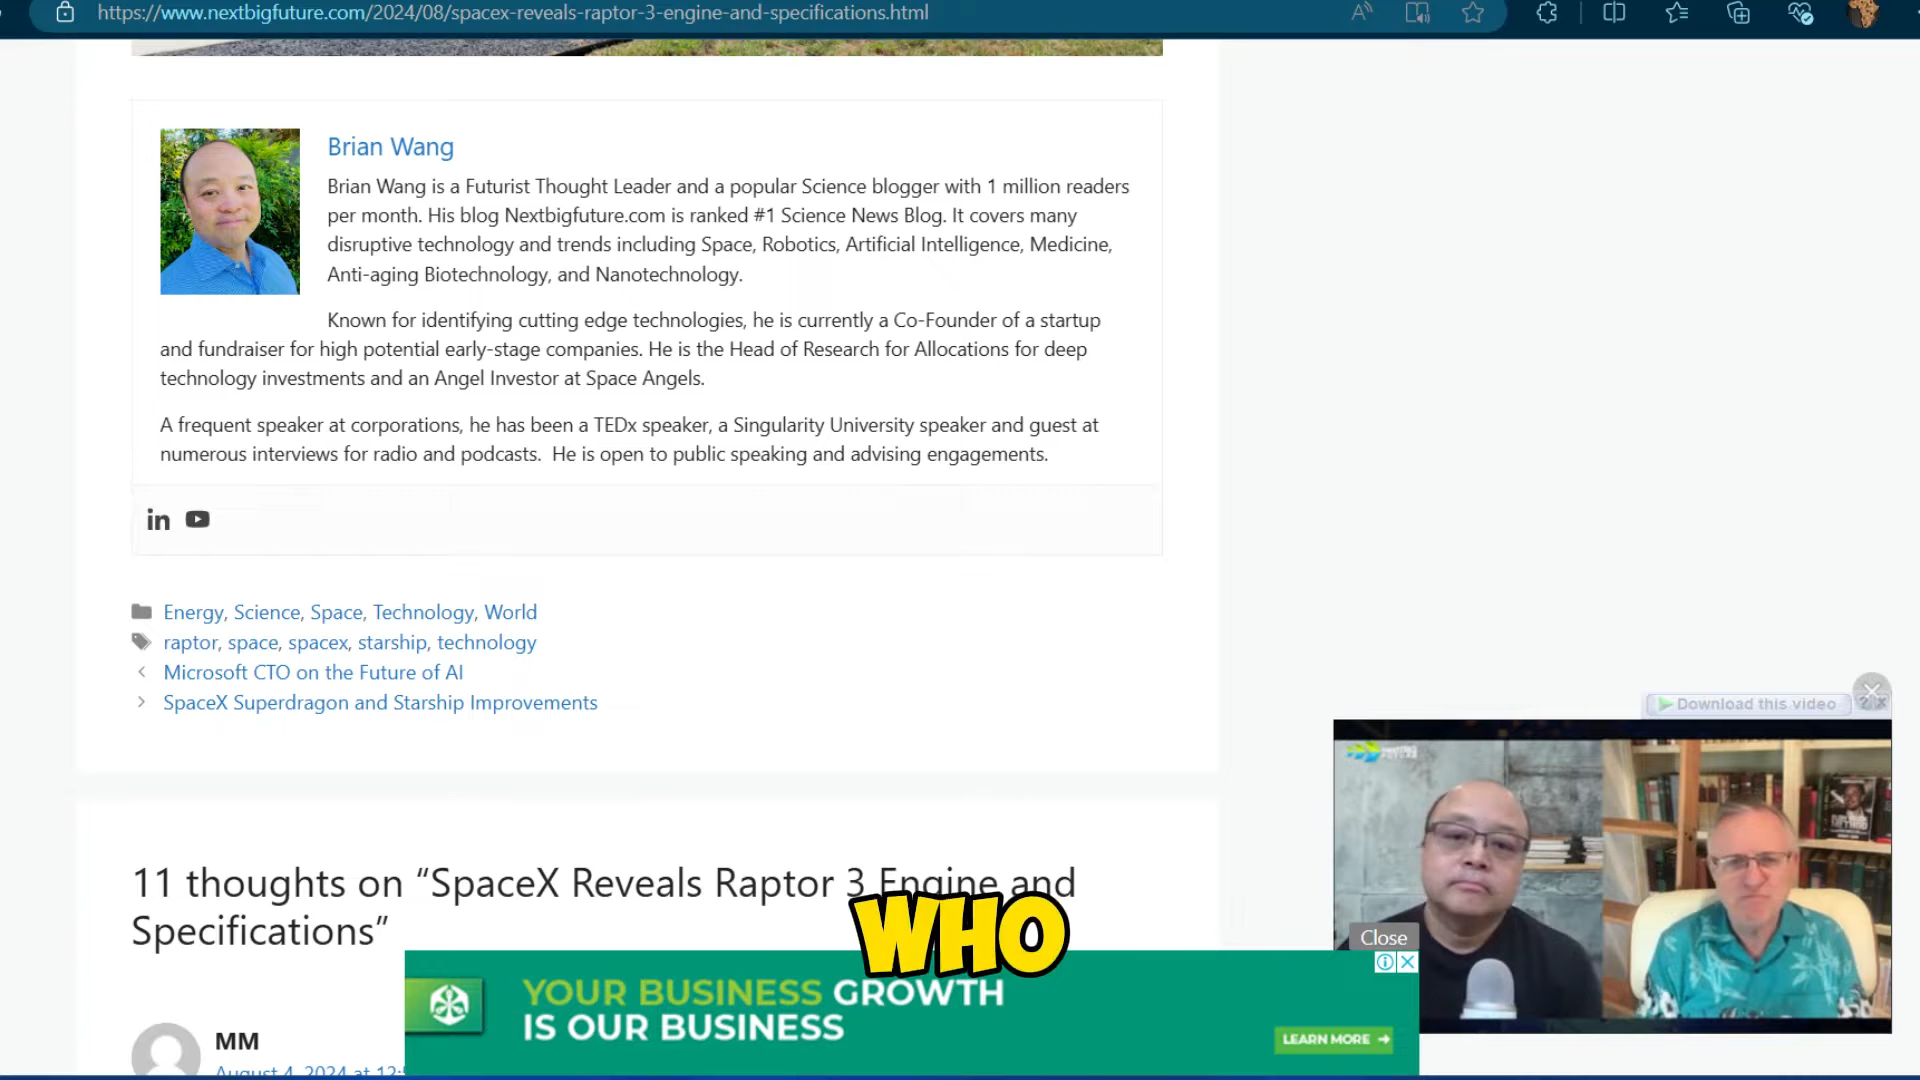 https://www.nextbigfuture.com/2024/08/spacex-reveals-raptor-3-engine-and-specifications.html
Brian Wang
Brian Wang is a Futurist Thought Leader and a popular Science blogger with 1 million readers
per month. His blog Nextbigfuture.com is ranked #1 Science News Blog. It covers many
disruptive technology and trends including Space, Robotics, Artificial Intelligence, Medicine,
Anti-aging Biotechnology, and Nanotechnology.
Known for identifying cutting edge technologies, he is currently a Co-Founder of a startup
and fundraiser for high potential early-stage companies. He is the Head of Research for Allocations for deep
technology investments and an Angel Investor at Space Angels.
A frequent speaker at corporations, he has been a TEDx speaker, a Singularity University speaker and guest at
numerous interviews for radio and podcasts. He is open to public speaking and advising engagements.
in
Energy, Science, Space, Technology, World
raptor, space, spacex, starship, technology
Microsoft CTO on the Future of AI
SpaceX Superdragon and Starship Improvements
Download this video
11 thoughts on “SpaceX Reveals Raptor 3 Engine and
Specifications”
WHO
Close
YOUR BUSINESS GROWTH
IS OUR BUSINESS
LEARN MORE
MM
August 4, 2024 at 12: